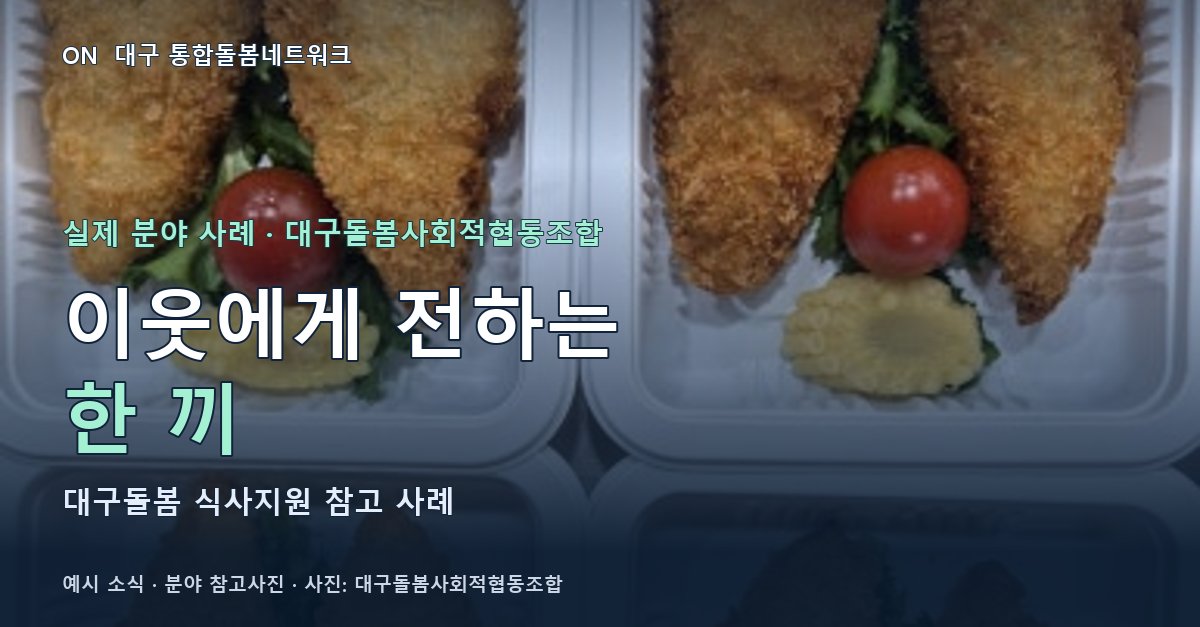 ON 대구 통합돌봄네트워크
실제 분야 사례 · 대구돌봄사회적협동조합
이웃에게 전하는
한 끼
대구돌봄 식사지원 참고 사례
예시 소식 · 분야 참고사진 · 사진: 대구돌봄사회적협동조합